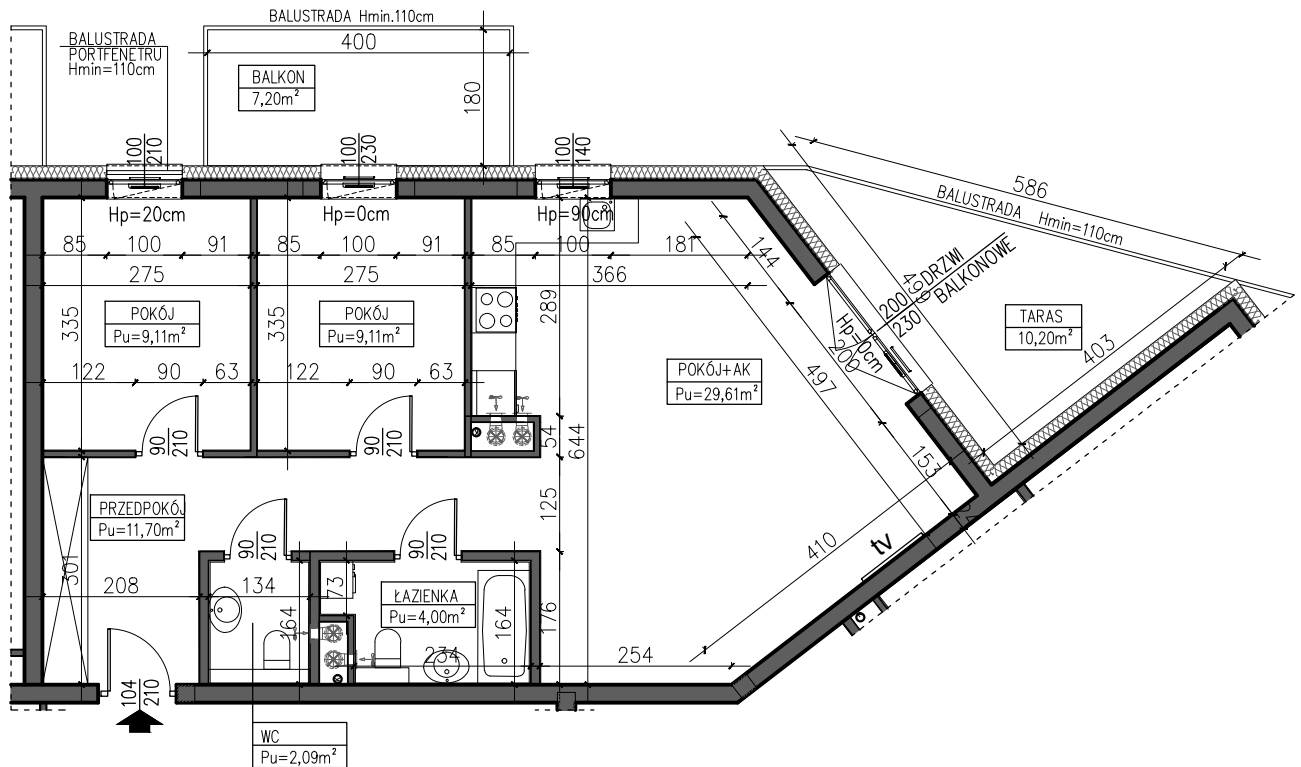 BALUSTRADA Hmin.110cm
400
BALUSTRADA
PORTFENETRU
Hmin=110cm
BALKON
7,20m²
180
100
210
100
230
100
140
586
BALUSTRADA Hmin=110cm
Hp=20cm
Hp=0cm
Hp=90cm
85 100 91
85 100 91
85 100 181
275
275
366
144
499
200 DRZWI
230 BALKONOWE
Hp=0cm
200
TARAS
10,20m²
403
335
POKÓJ
Pu=9,11m²
335
POKÓJ
Pu=9,11m²
289
POKÓJ+AK
Pu=29,61m²
497
122 90 63
122 90 63
90
210
90
210
54
644
153
PRZEDPOKÓJ
Pu=11,70m²
125
410
tv
301
208
90
210
134
164
90
210
73
ŁAZIENKA
Pu=4,00m²
164
176
234
254
104
210
WC
Pu=2,09m²